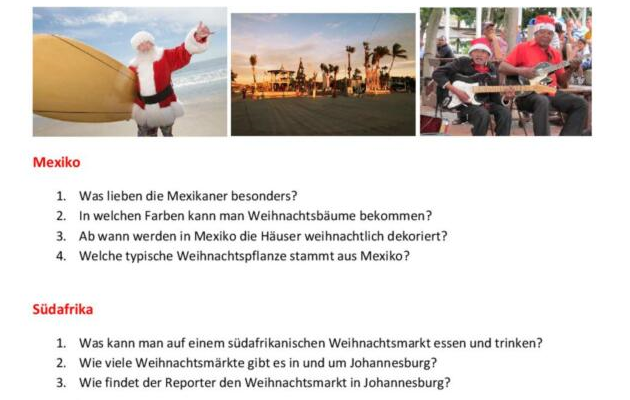 Mexiko
1. Was lieben die Mexikaner besonders?
2. In welchen Farben kann man Weihnachtsbäume bekommen?
3. Ab wann werden in Mexiko die Häuser weihnachtlich dekoriert?
4. Welche typische Weihnachtspflanze stammt aus Mexiko?
Südafrika
1. Was kann man auf einem südafrikanischen Weihnachtsmarkt essen und trinken?
2. Wie viele Weihnachtsmärkte gibt es in und um Johannesburg?
3. Wie findet der Reporter den Weihnachtsmarkt in Johannesburg?